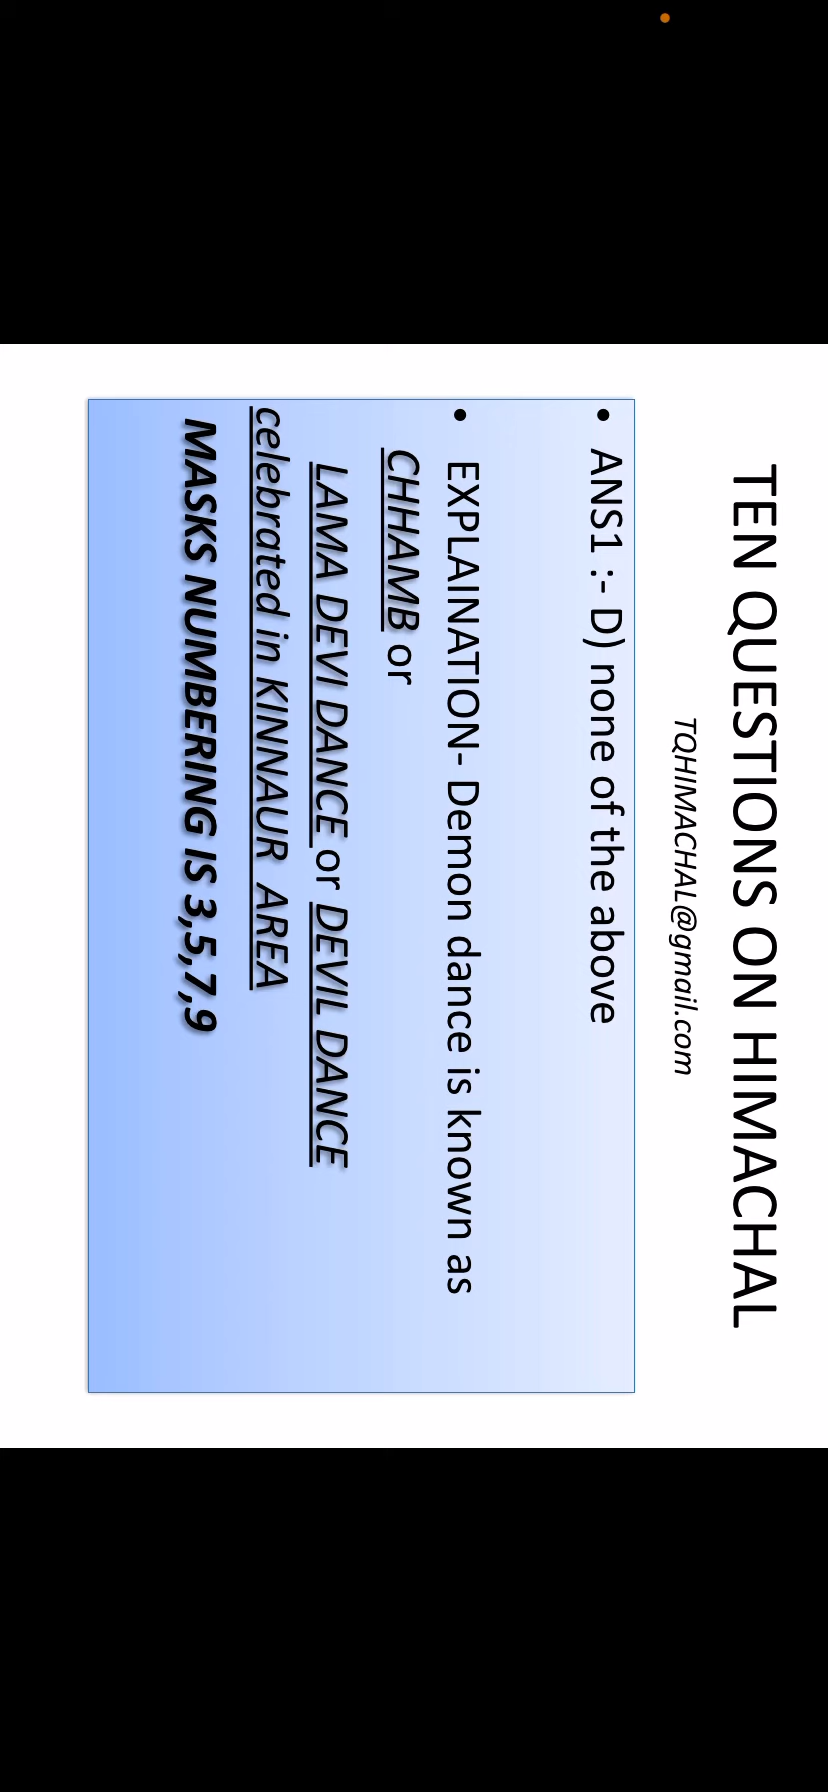 TEN QUESTIONS ON HIMACHAL
TQHIMACHAL@gmail.com
• ANS1 :- D) none of the above
• EXPLAINATION- Demon dance is known as
CHHAMB or
LAMA DEVI DANCE or DEVIL DANCE
celebrated in KINNAUR AREA
MASKS NUMBERING IS 3,5,7,9